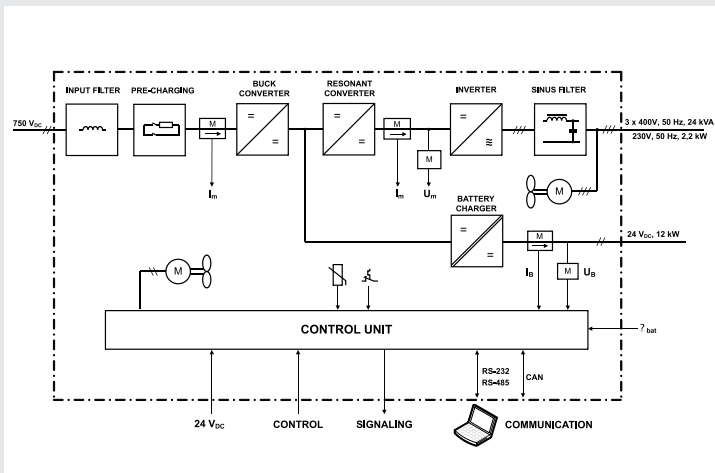 BUCK CONVERTER
RESONANT CONVERTER
INPUT FILTER
PRE-CHARGING
INVERTER
SINUS FILTER
750 VDC
M
=
=
=
=
M
=
≈
3 x 400V, 50 Hz, 24 kVA
230V, 50 Hz, 2,2 kW
M
Im
Im
Um
M
BATTERY CHARGER
=
=
M
24 VDC, 12 kW
M
IB
M
UB
CONTROL UNIT
? bat
RS-232
RS-485
CAN
24 VDC
CONTROL
SIGNALING
COMMUNICATION